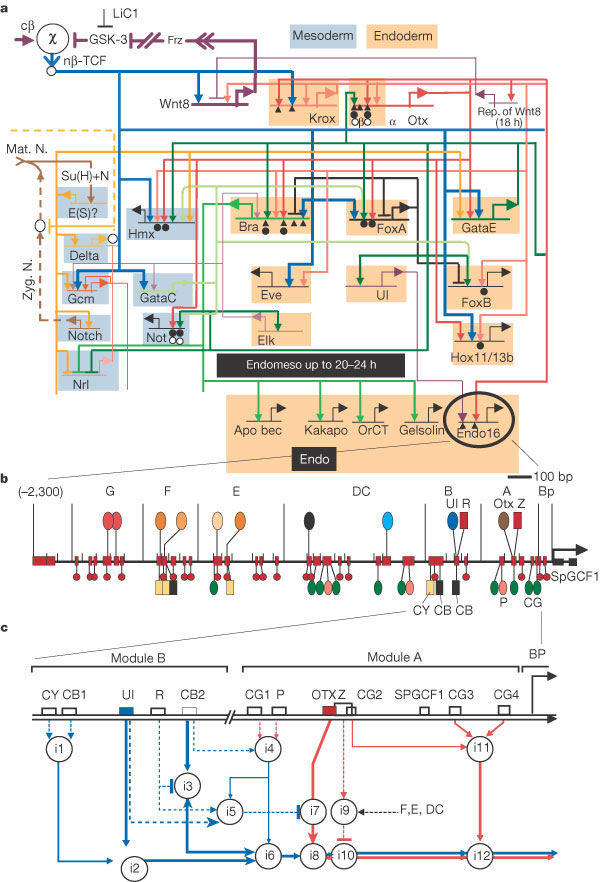 a
cβ
χ
LiC1
GSK-3
Frz
nβ-TCF
Mesoderm
Endoderm
Wnt8
Krox
β
α
Otx
Rep. of Wnt8
(18 h)
Mat. N.
Su(H)+N
E(S)?
Hmx
Bra
FoxA
GataE
Delta
Zyg. N.
Gcm
GataC
Eve
UI
FoxB
Notch
Not
Elk
Hox11/13b
Nrl
Endomeso up to 20–24 h
Apo bec
Kakapo
OrCT
Gelsolin
Endo16
Endo
100 bp
b
(–2,300)
G
F
E
DC
B
A
Bp
UI
R
Otx
Z
SpGCF1
CY
CB
CB
P
CG
c
Module B
Module A
BP
CY
CB1
UI
R
CB2
CG1
P
OTX
Z
CG2
SPGCF1
CG3
CG4
i1
i4
i11
i3
i5
i7
i9
F,E, DC
i2
i6
i8
i10
i12